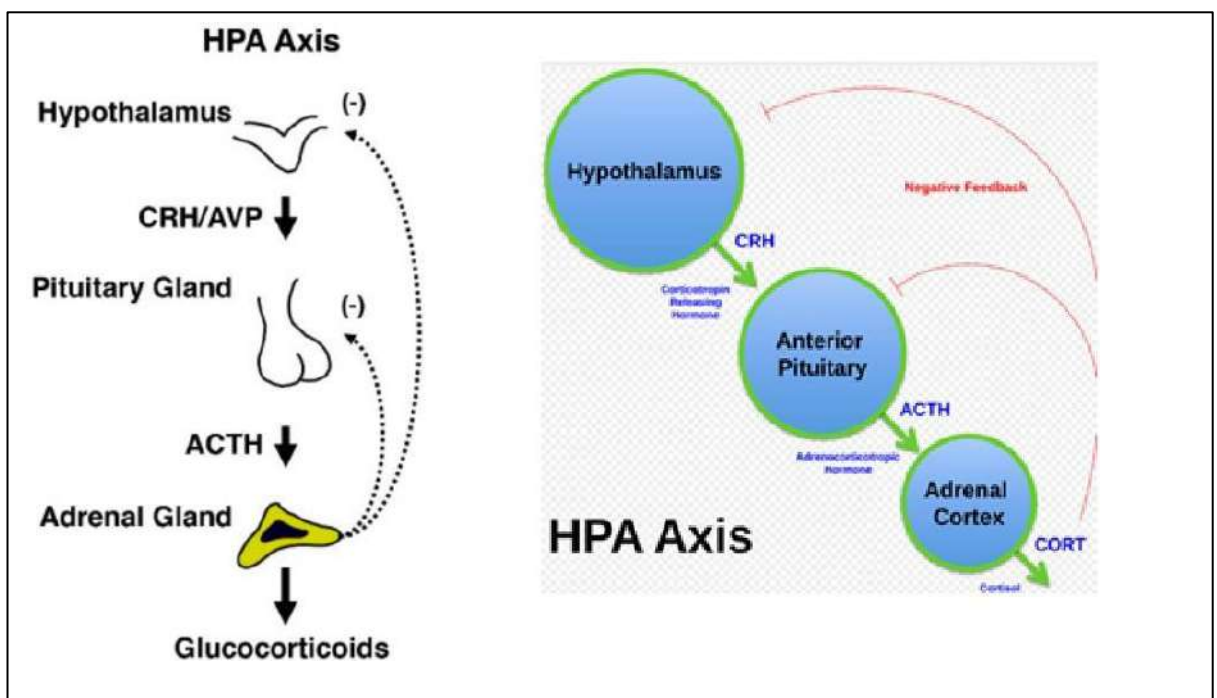 HPA Axis
Hypothalamus
(-)
CRH/AVP
Pituitary Gland
(-)
ACTH
Adrenal Gland
Glucocorticoids
Hypothalamus
Negative Feedback
CRH
Corticotropin
Releasing
Hormone
Anterior
Pituitary
ACTH
Adrenocorticotropic
Hormone
Adrenal
Cortex
HPA Axis
CORT
Cortisol